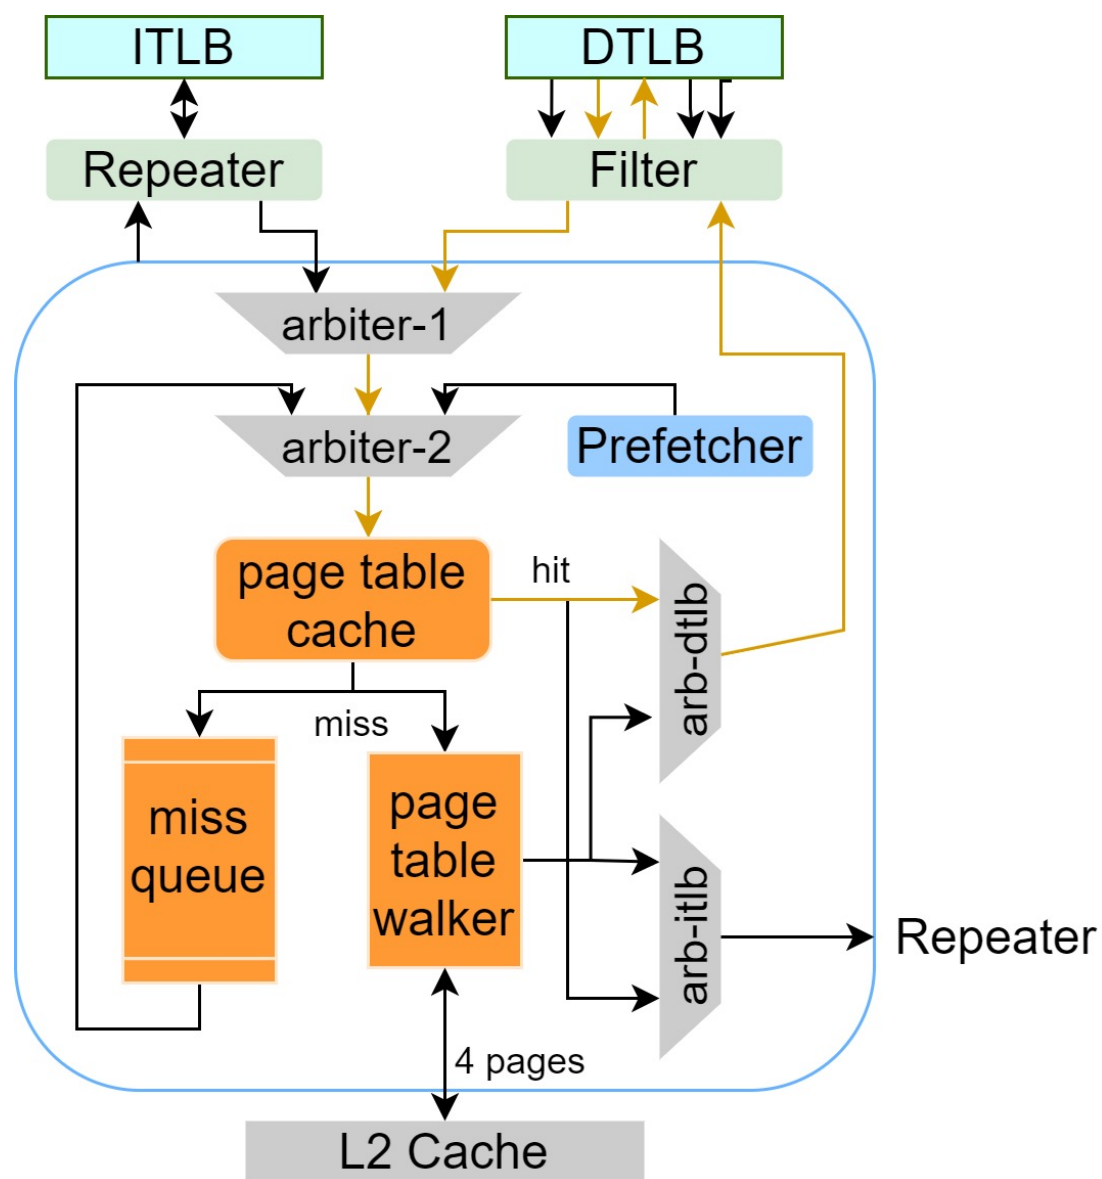 ITLB
DTLB
Repeater
Filter
arbiter-1
arbiter-2
Prefetcher
page table
cache
hit
arb-dtlb
miss
miss
queue
page
table
walker
arb-itlb
Repeater
4 pages
L2 Cache